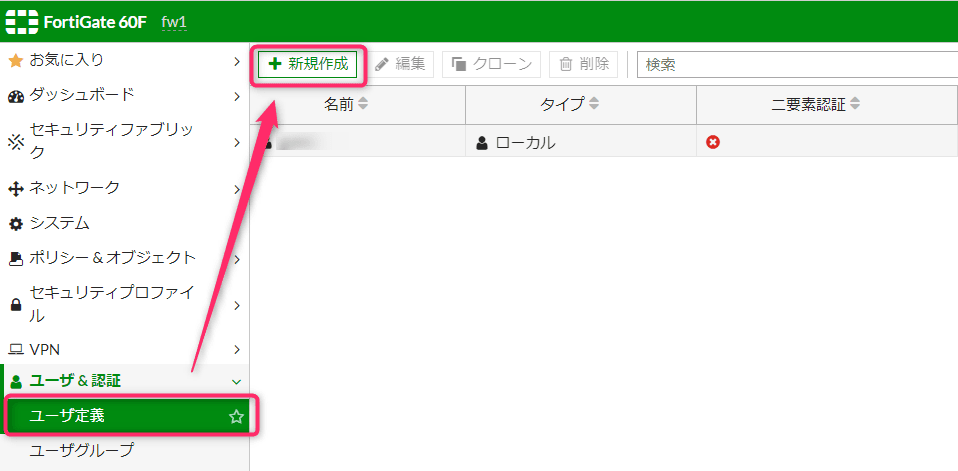 FortiGate 60F fw1
お気に入り
ダッシュボード
セキュリティファブリッ
ク
ネットワーク
システム
ポリシー & オブジェクト
セキュリティプロファイ
ル
VPN
ユーザ & 認証
ユーザ定義
ユーザグループ
新規作成 編集 クローン 削除 検索
名前 タイプ 二要素認証
ローカル